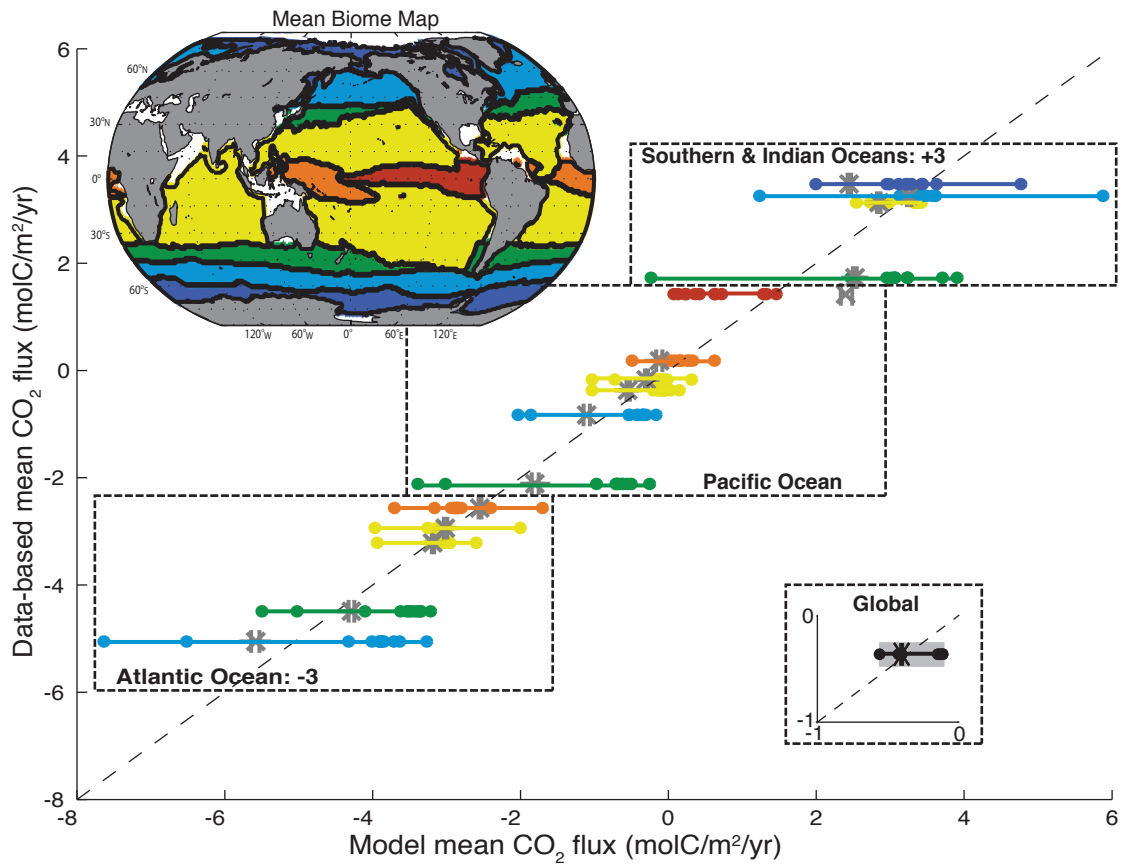 Mean Biome Map
60°N
30°N
0°
30°S
60°S
120°W 60°W 0° 60°E 120°E
Southern & Indian Oceans: +3
Pacific Ocean
Atlantic Ocean: -3
Global
0
-1
-1 0
6
4
2
0
-2
-4
-6
-8
-8 -6 -4 -2 0 2 4 6
Data-based mean CO₂ flux (molC/m²/yr)
Model mean CO₂ flux (molC/m²/yr)